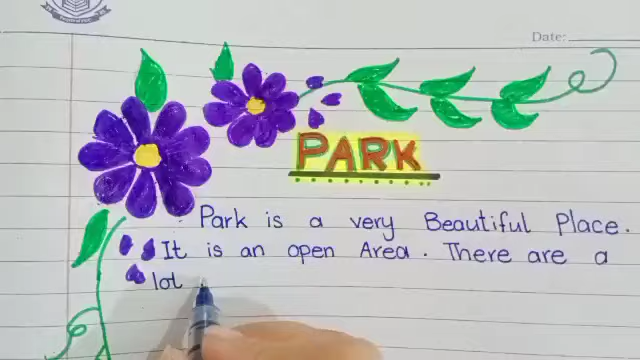 Date:
PARK
Park is a very Beautiful Place.
It is an open Area. There are a
lot